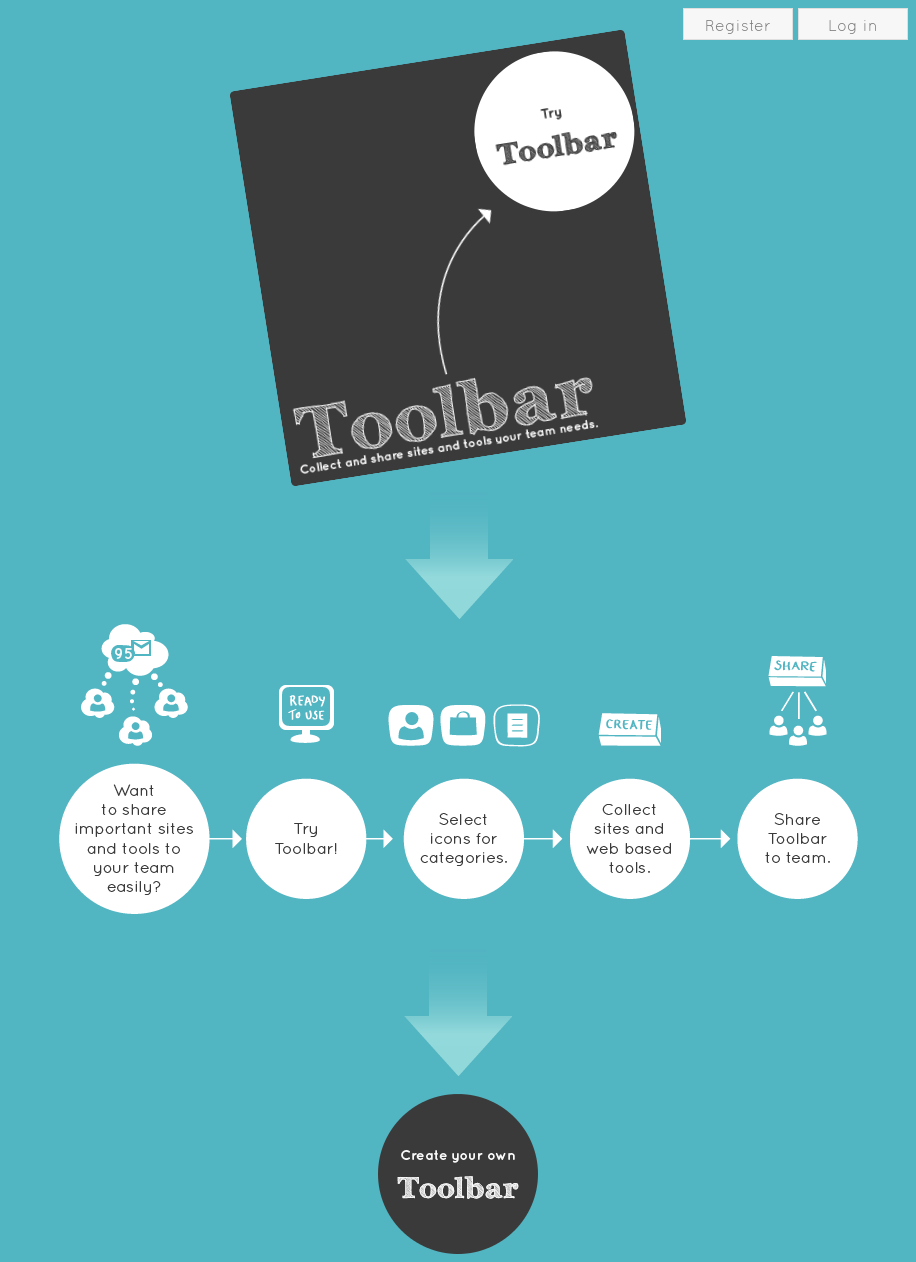 Register
Log in
Try
Toolbar
Toolbar
Collect and share sites and tools your team needs.
95
READY
TO USE
CREATE
SHARE
Want
to share
important sites
and tools to
your team
easily?
Try
Toolbar!
Select
icons for
categories.
Collect
sites and
web based
tools.
Share
Toolbar
to team.
Create your own
Toolbar